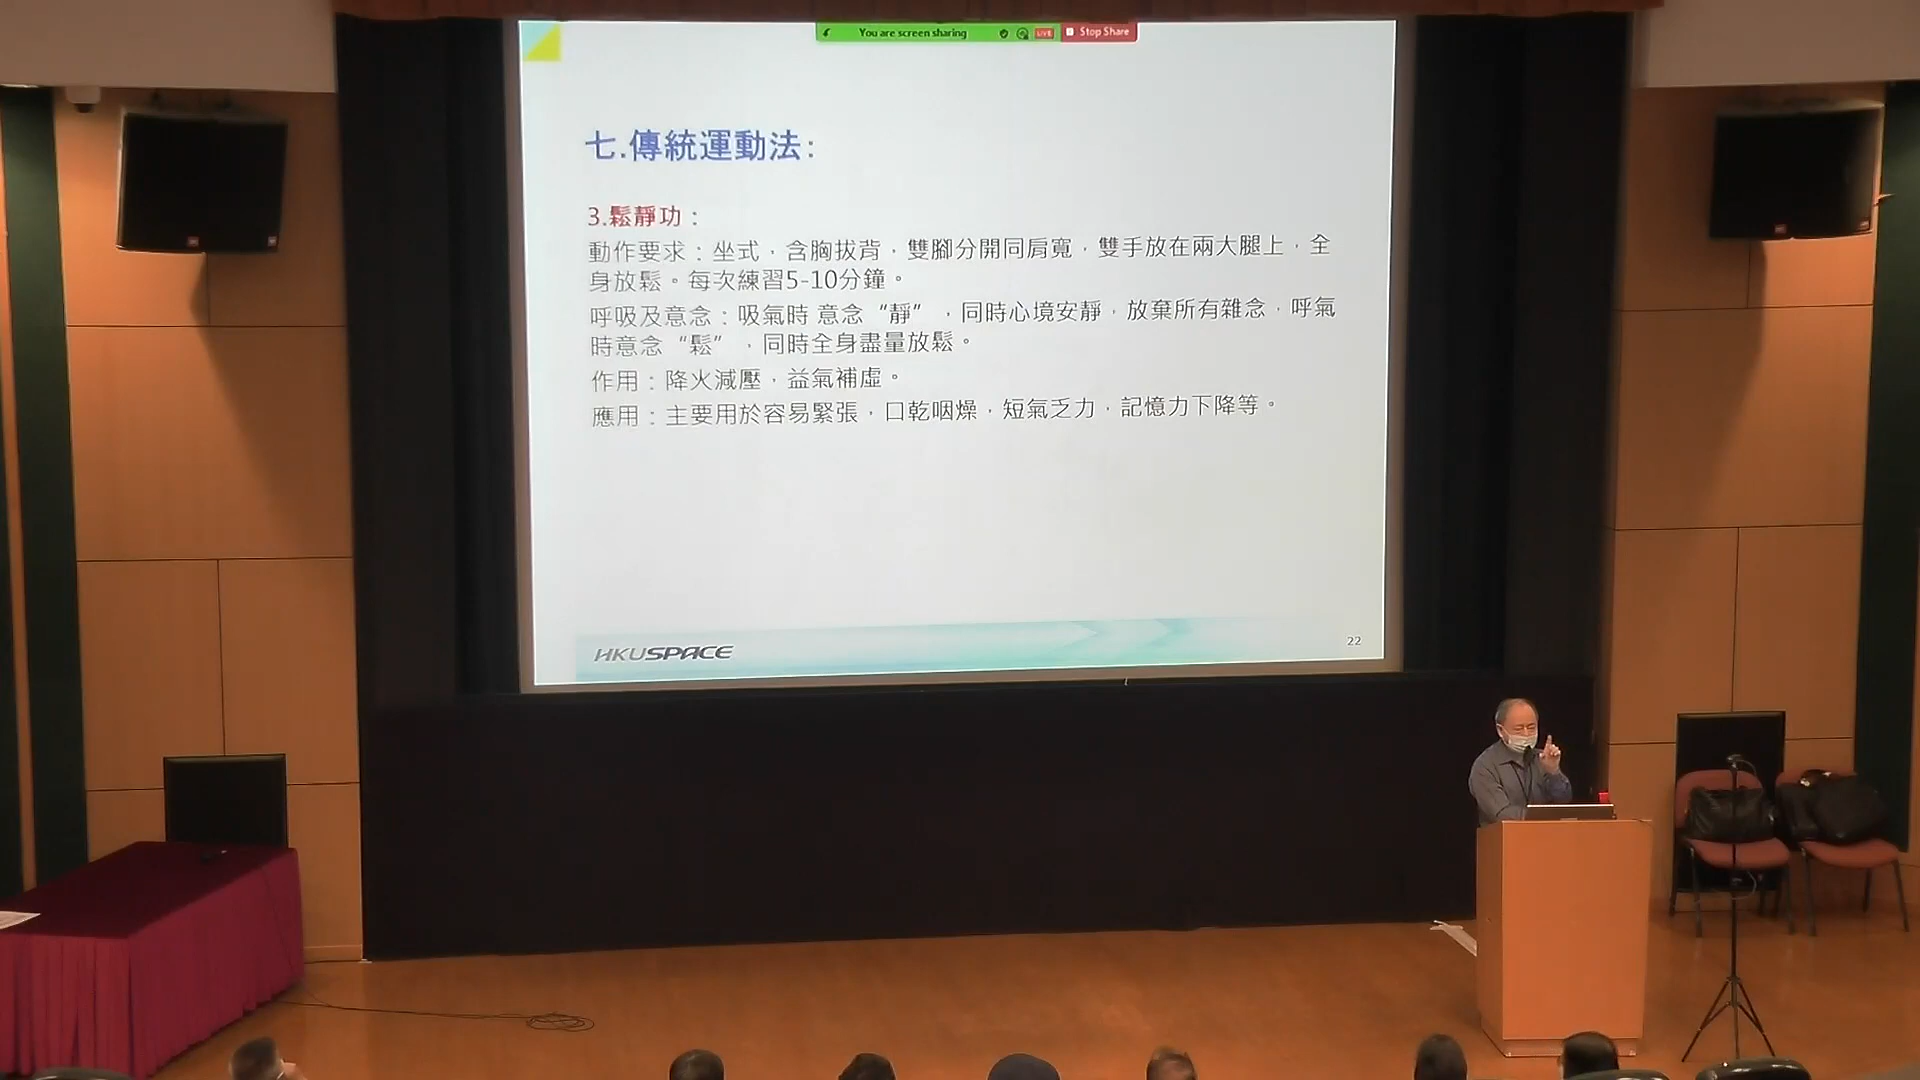 You are screen sharing
LIVE
Stop Share
七.傳統運動法:
3.鬆靜功：
動作要求：坐式，含胸拔背，雙腳分開同肩寬，雙手放在兩大腿上，全
身放鬆。每次練習5-10分鐘。
呼吸及意念：吸氣時 意念“靜”，同時心境安靜，放棄所有雜念，呼氣
時意念“鬆”，同時全身盡量放鬆。
作用：降火減壓，益氣補虛。
應用：主要用於容易緊張，口乾咽燥，短氣乏力，記憶力下降等。
HKUSPACE
22